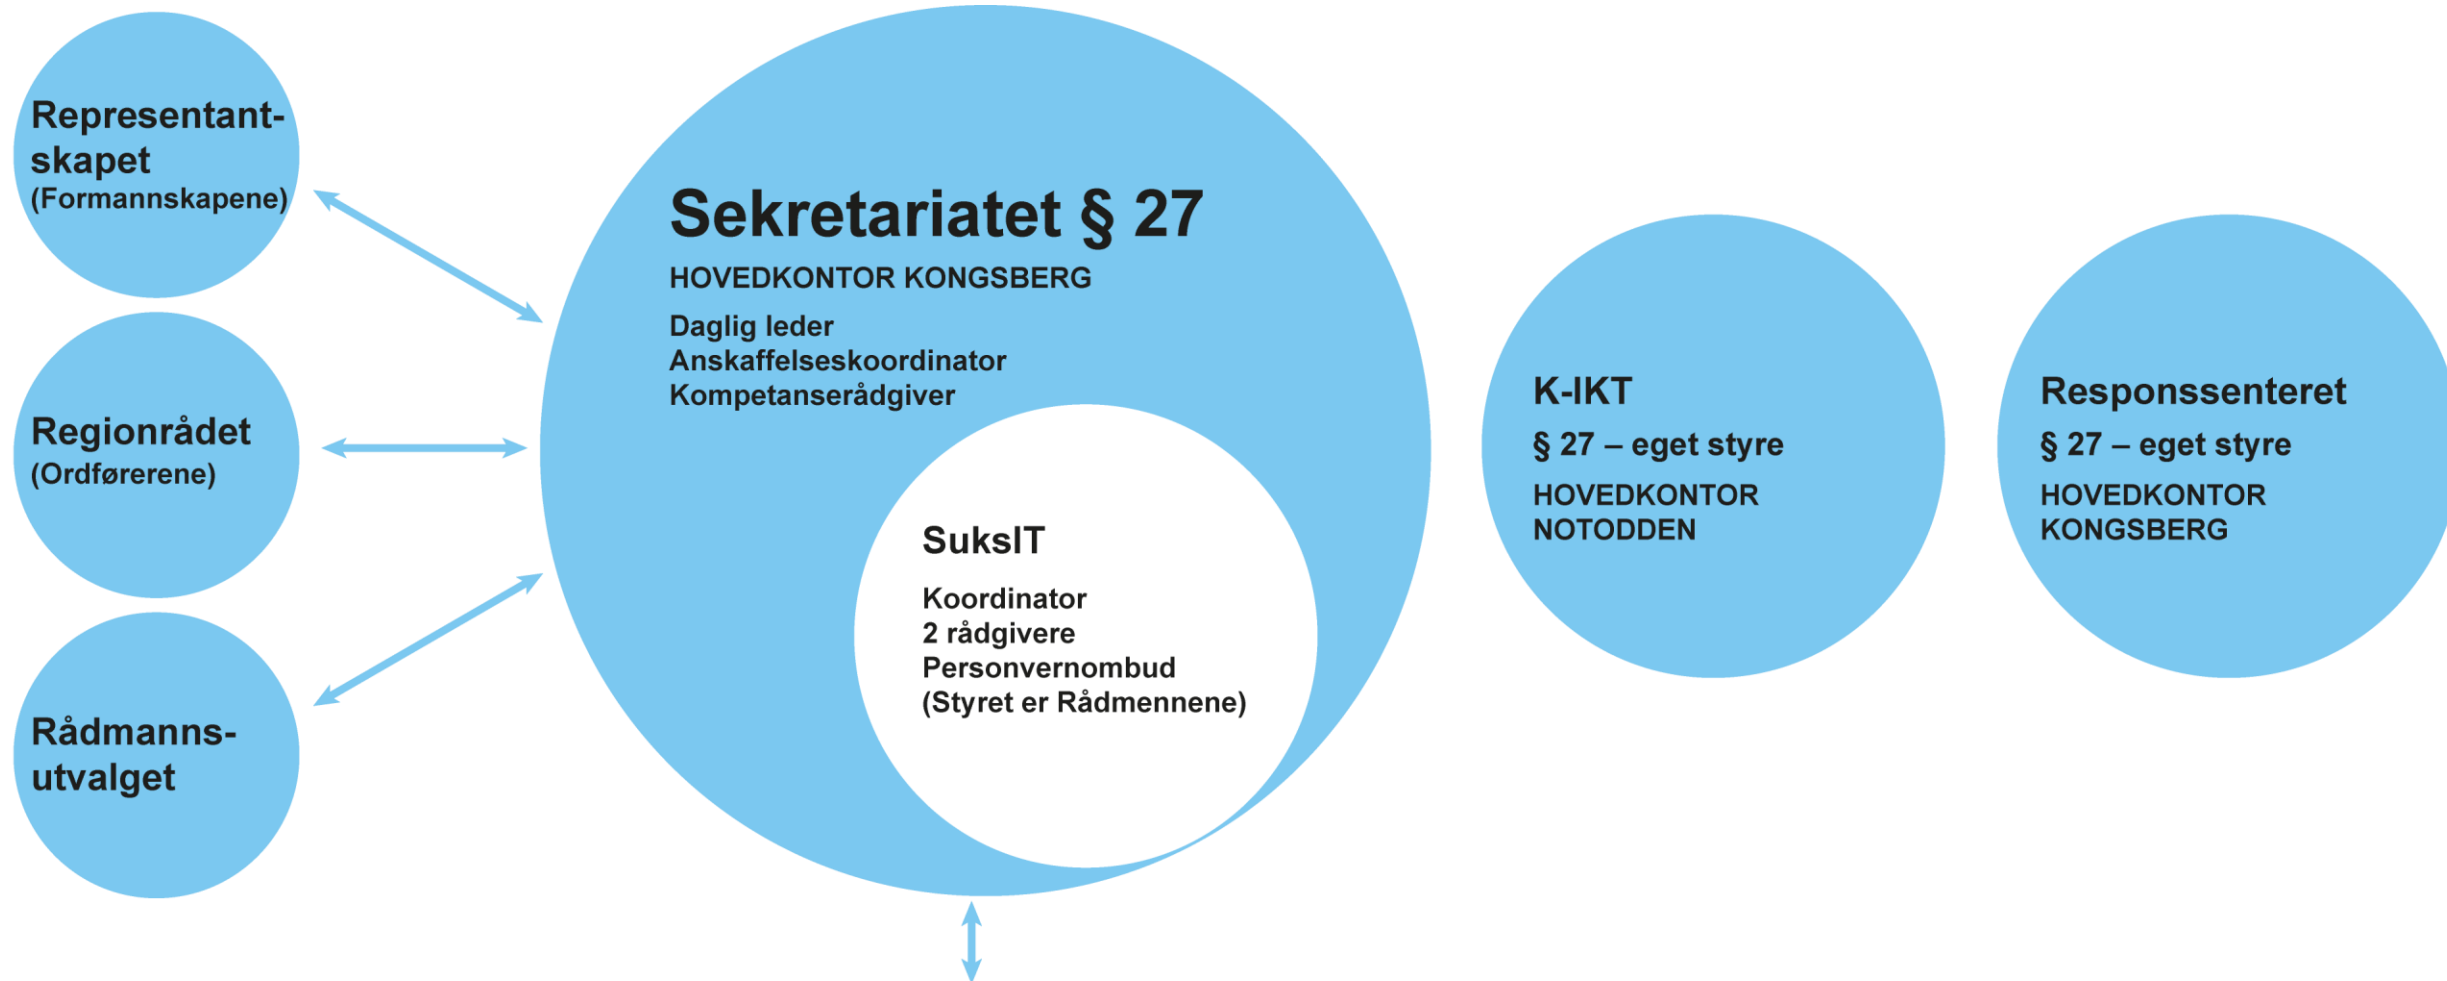 Representant-
skapet
(Formannskapene)
Regionrådet
(Ordførerene)
Rådmanns-
utvalget
Sekretariatet § 27
HOVEDKONTOR KONGSBERG
Daglig leder
Anskaffelseskoordinator
Kompetanserådgiver
SuksIT
Koordinator
2 rådgivere
Personvernombud
(Styret er Rådmennene)
K-IKT
§ 27 – eget styre
HOVEDKONTOR
NOTODDEN
Responssenteret
§ 27 – eget styre
HOVEDKONTOR
KONGSBERG